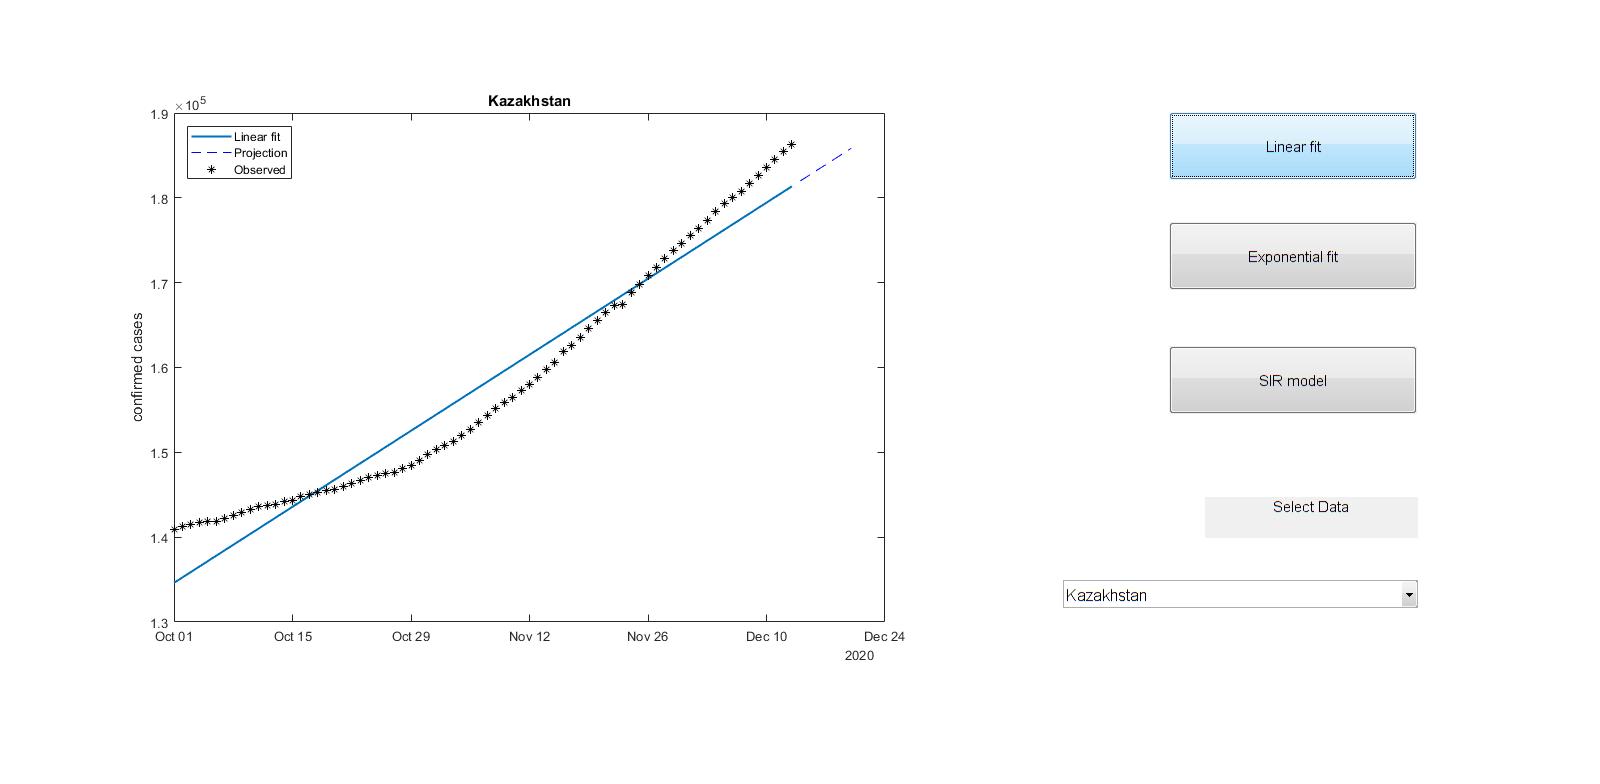 Kazakhstan
×10^5
1.9
1.8
1.7
1.6
1.5
1.4
1.3
confirmed cases
Linear fit
Projection
Observed
Oct 01 Oct 15 Oct 29 Nov 12 Nov 26 Dec 10 Dec 24
2020
Linear fit
Exponential fit
SIR model
Select Data
Kazakhstan